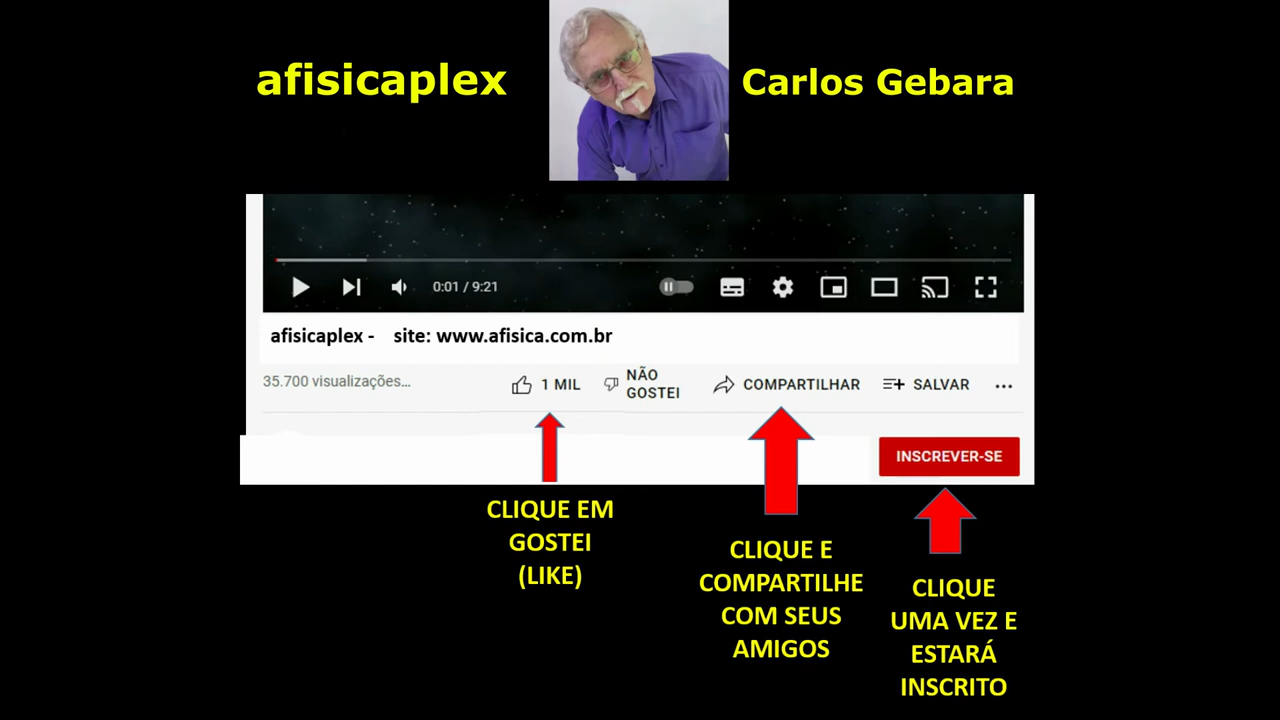 afisicaplex
Carlos Gebara
0:01 / 9:21
afisicaplex - site: www.afisica.com.br
35.700 visualizações...
1 MIL
NÃO
GOSTEI
COMPARTILHAR
SALVAR
INSCREVER-SE
CLIQUE EM
GOSTEI
(LIKE)
CLIQUE E
COMPARTILHE
COM SEUS
AMIGOS
CLIQUE
UMA VEZ E
ESTARÁ
INSCRITO